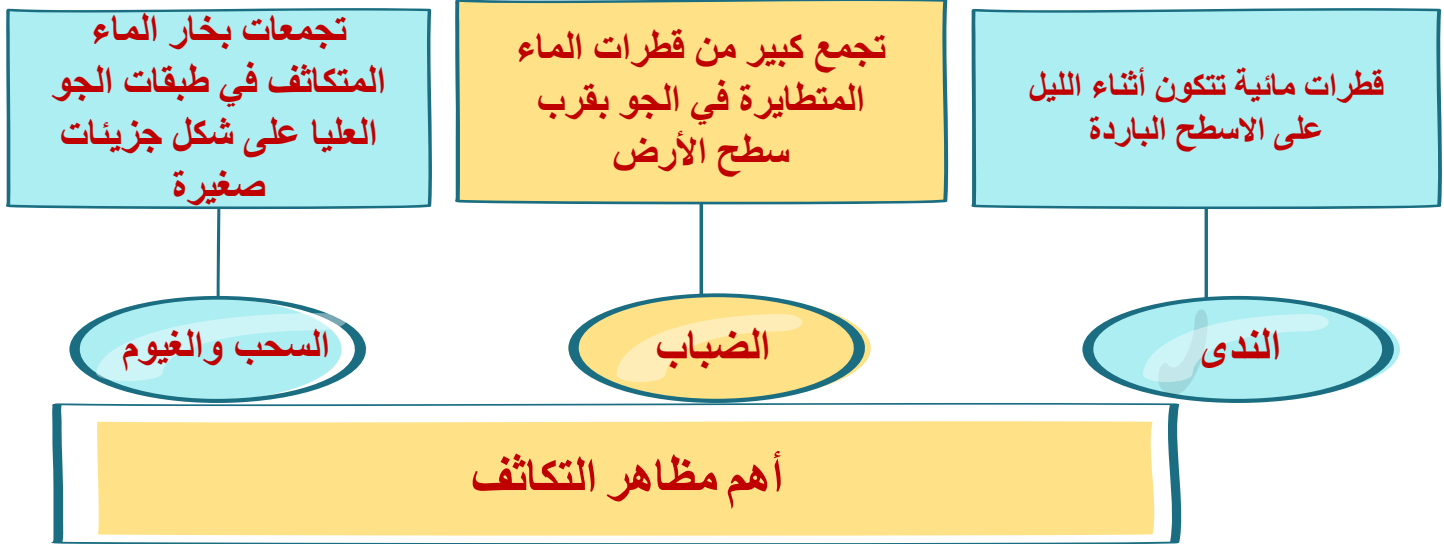 قطرات مائية تتكون أثناء الليل
على الاسطح الباردة
تجمع كبير من قطرات الماء
المتطايرة في الجو بقرب
سطح الأرض
تجمعات بخار الماء
المتكاثف في طبقات الجو
العليا على شكل جزيئات
صغيرة
الندى
الضباب
السحب والغيوم
أهم مظاهر التكاثف